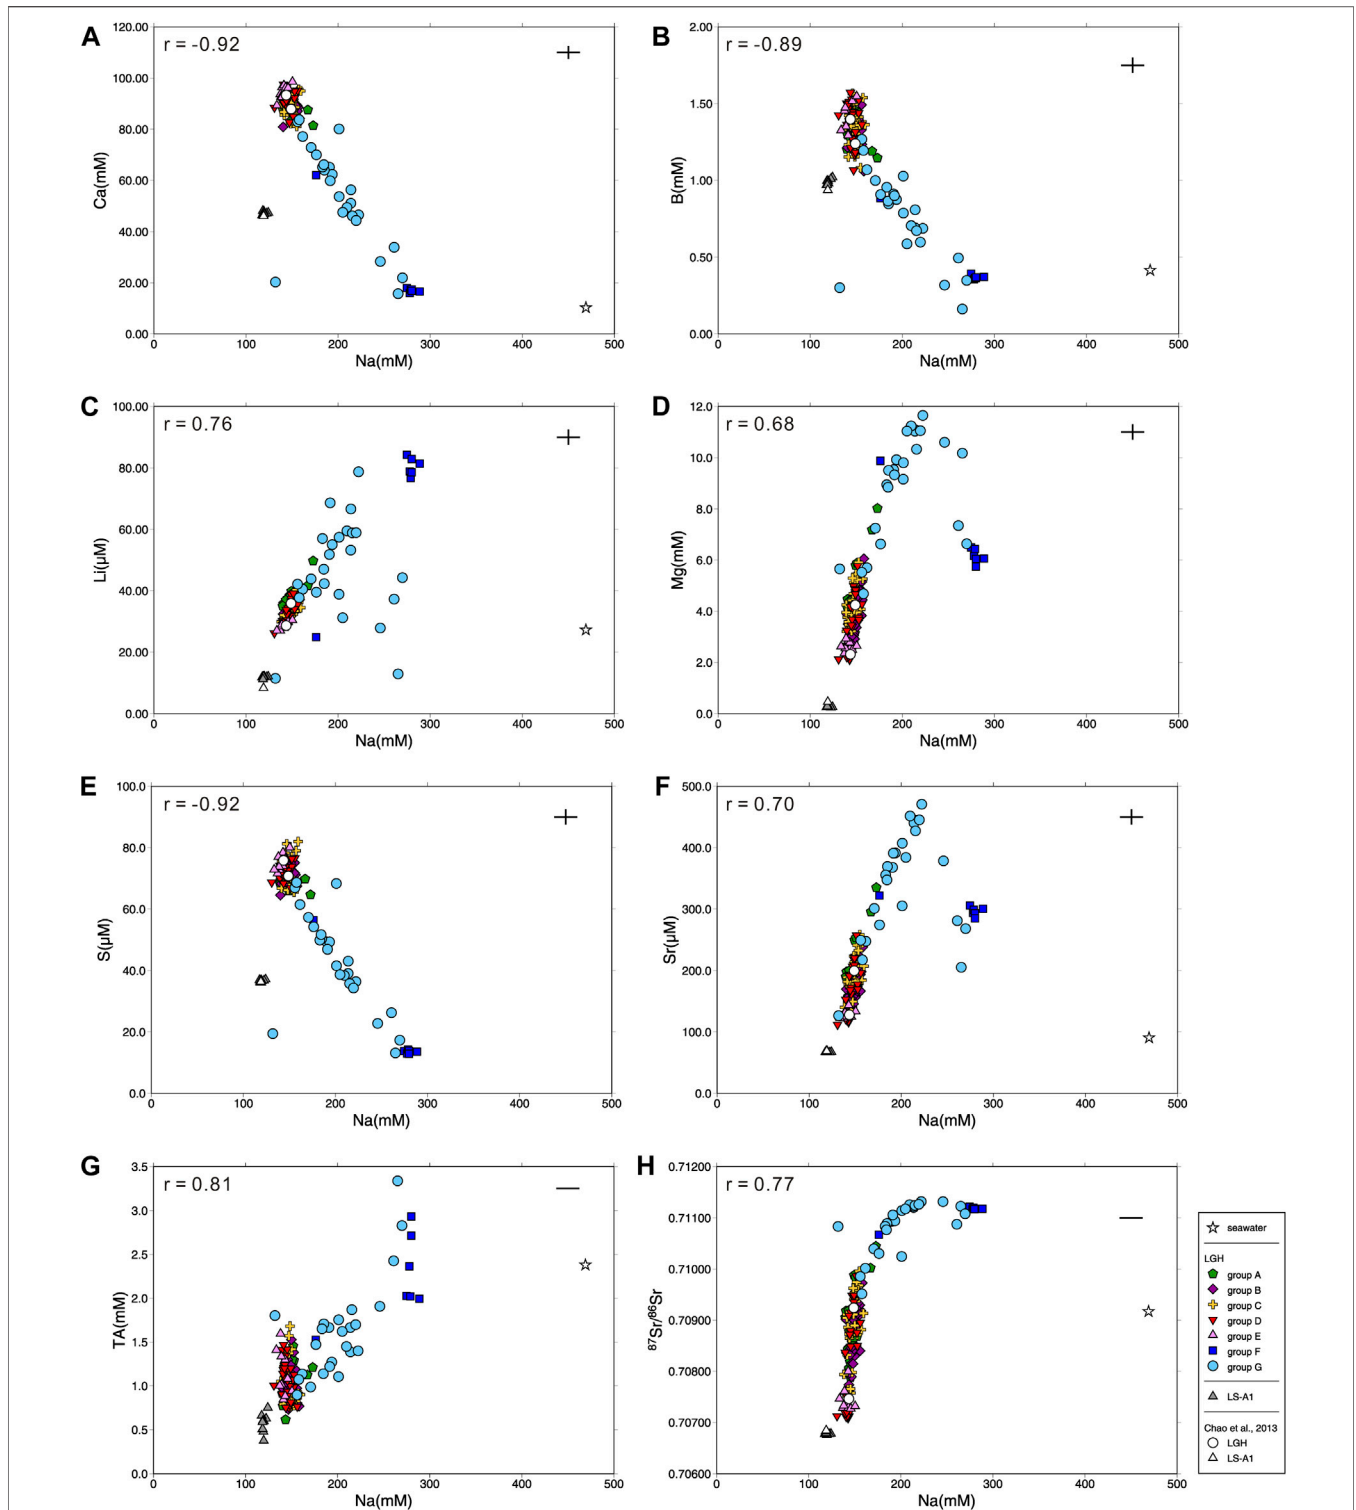 A
r = -0.92
120.00
100.00
80.00
60.00
40.00
20.00
0.00
Ca(mM)
0 100 200 300 400 500
Na(mM)
B
r = -0.89
2.00
1.50
1.00
0.50
0.00
B(mM)
0 100 200 300 400 500
Na(mM)
C
r = 0.76
100.00
80.00
60.00
40.00
20.00
0.00
Li(μM)
0 100 200 300 400 500
Na(mM)
D
r = 0.68
12.0
10.0
8.0
6.0
4.0
2.0
0.0
Mg(mM)
0 100 200 300 400 500
Na(mM)
E
r = -0.92
100.0
80.0
60.0
40.0
20.0
0.0
S(μM)
0 100 200 300 400 500
Na(mM)
F
r = 0.70
500.0
400.0
300.0
200.0
100.0
0.0
Sr(μM)
0 100 200 300 400 500
Na(mM)
G
r = 0.81
3.5
3.0
2.5
2.0
1.5
1.0
0.5
0.0
TA(mM)
0 100 200 300 400 500
Na(mM)
H
r = 0.77
0.71200
0.71100
0.71000
0.70900
0.70800
0.70700
0.70600
⁸⁷Sr/⁸⁶Sr
0 100 200 300 400 500
Na(mM)
seawater
LGH
group A
group B
group C
group D
group E
group F
group G
LS-A1
Chao et al., 2013
LGH
LS-A1